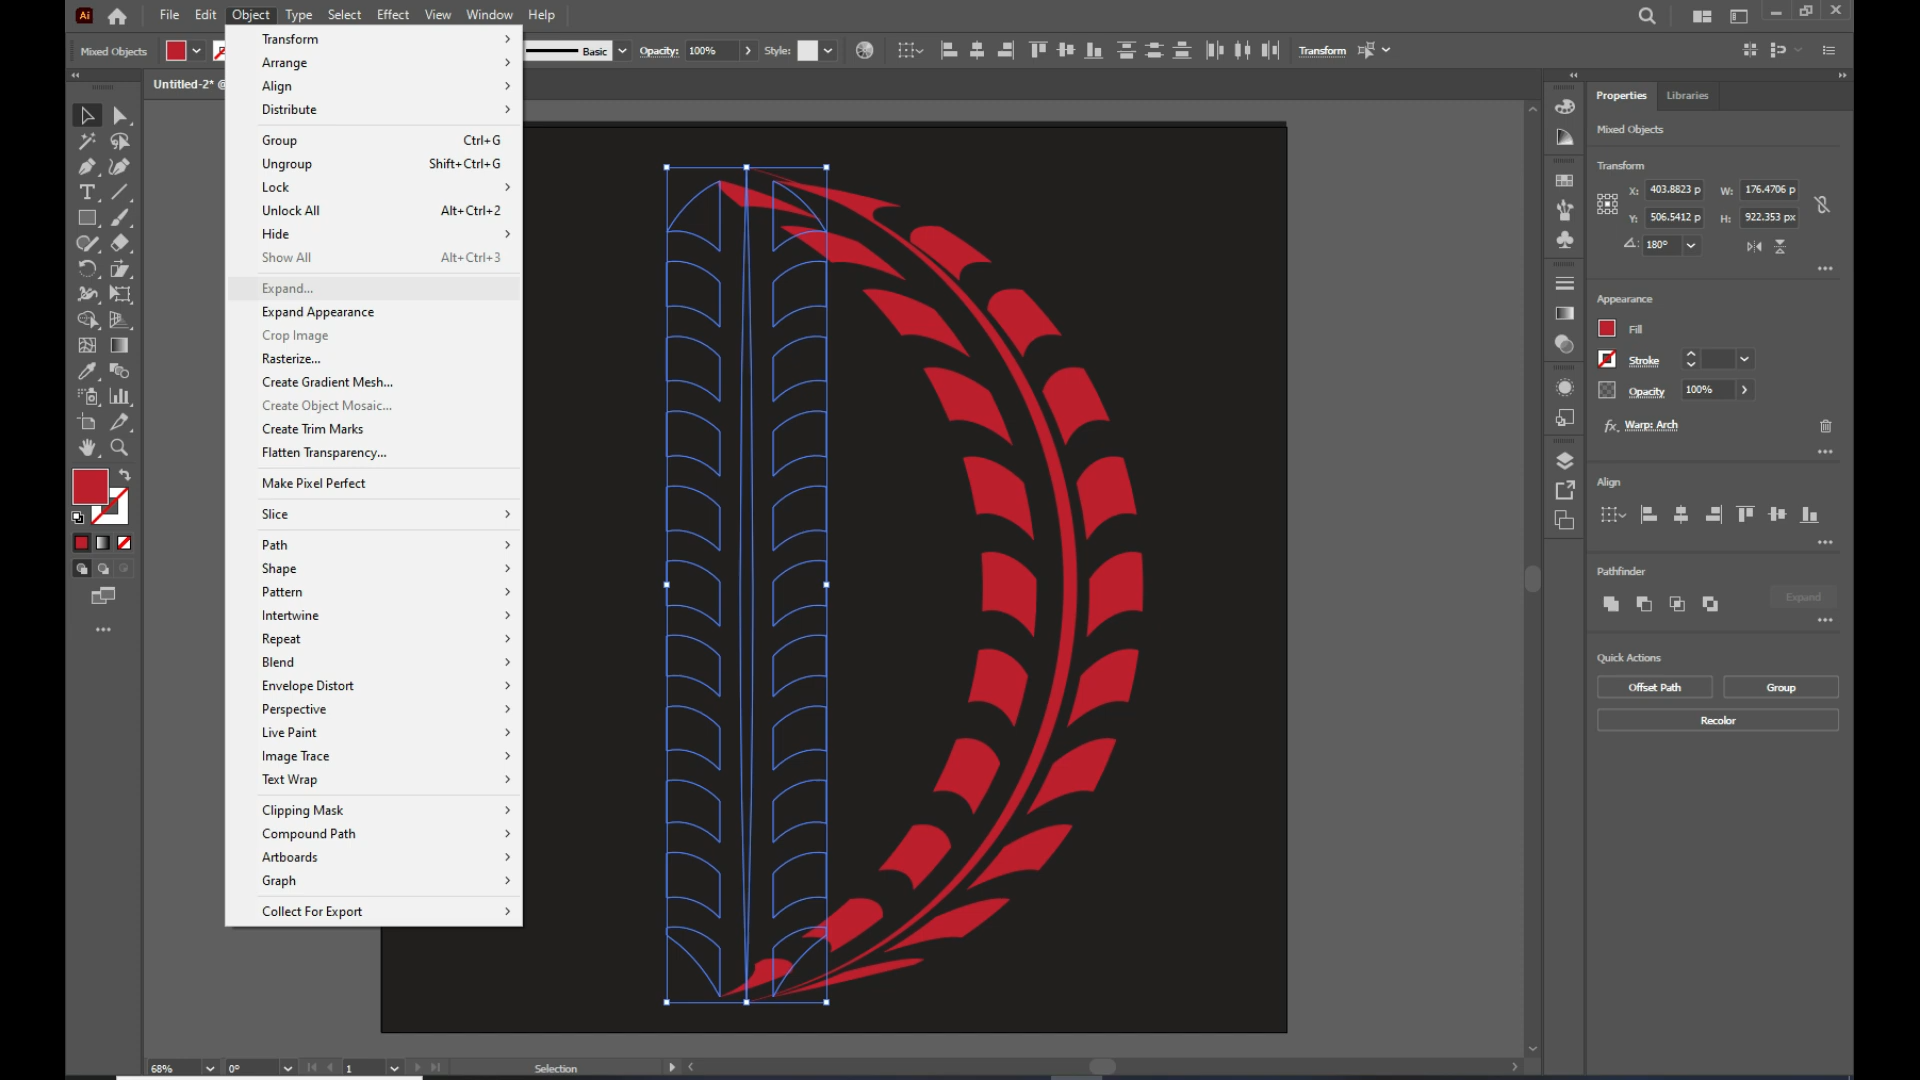 Ai File Edit Object Type Select Effect View Window Help
Mixed Objects Basic Opacity: 100% Style: Transform
Untitled-2* @
Transform
Arrange
Align
Distribute
Group Ctrl+G
Ungroup Shift+Ctrl+G
Lock
Unlock All Alt+Ctrl+2
Hide
Show All Alt+Ctrl+3
Expand...
Expand Appearance
Crop Image
Rasterize...
Create Gradient Mesh...
Create Object Mosaic...
Create Trim Marks
Flatten Transparency...
Make Pixel Perfect
Slice
Path
Shape
Pattern
Intertwine
Repeat
Blend
Envelope Distort
Perspective
Live Paint
Image Trace
Text Wrap
Clipping Mask
Compound Path
Artboards
Graph
Collect For Export
Properties Libraries
Mixed Objects
Transform
X: 403.8823 p W: 176.4706 p
Y: 506.5412 p H: 922.353 px
180°
Appearance
Fill
Stroke
Opacity 100%
fx Warp: Arch
Align
Pathfinder
Expand
Quick Actions
Offset Path Group
Recolor
68% 0° 1 Selection